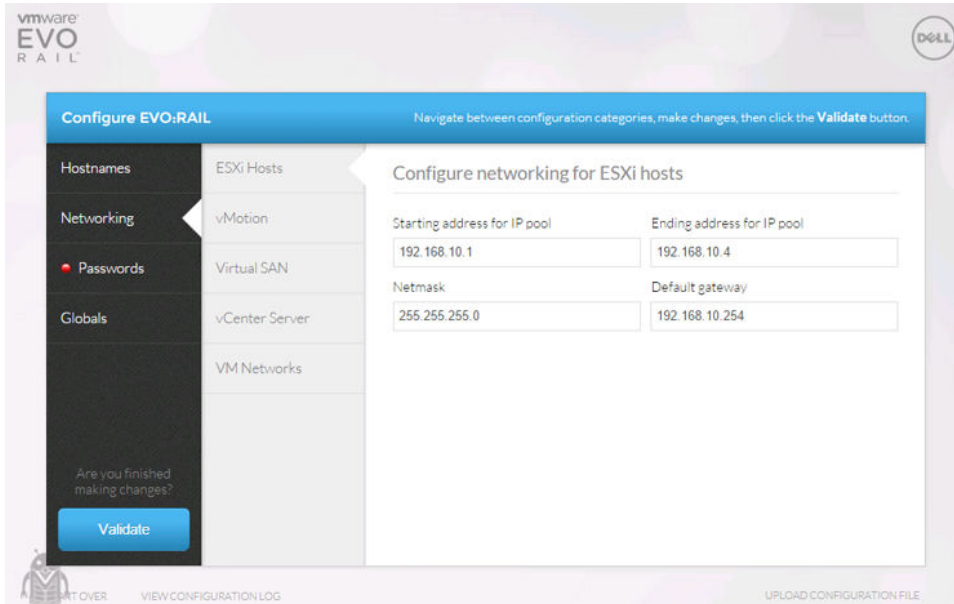 vmware
EVO
RAIL
DELL
Configure EVO:RAIL
Navigate between configuration categories, make changes, then click the Validate button.
Hostnames
Networking
Passwords
Globals
Are you finished
making changes?
Validate
ESXi Hosts
vMotion
Virtual SAN
vCenter Server
VM Networks
Configure networking for ESXi hosts
Starting address for IP pool
Ending address for IP pool
192.168.10.1
192.168.10.4
Netmask
Default gateway
255.255.255.0
192.168.10.254
RT OVER
VIEW CONFIGURATION LOG
UPLOAD CONFIGURATION FILE